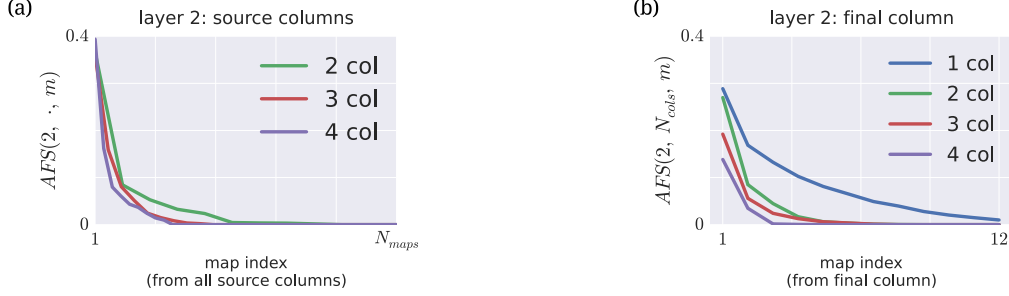 (a)
layer 2: source columns
0.4
AFS(2, ·, m)
0
2 col
3 col
4 col
1
N_maps
map index
(from all source columns)
(b)
layer 2: final column
0.4
AFS(2, N_cols, m)
0
1 col
2 col
3 col
4 col
1
12
map index
(from final column)